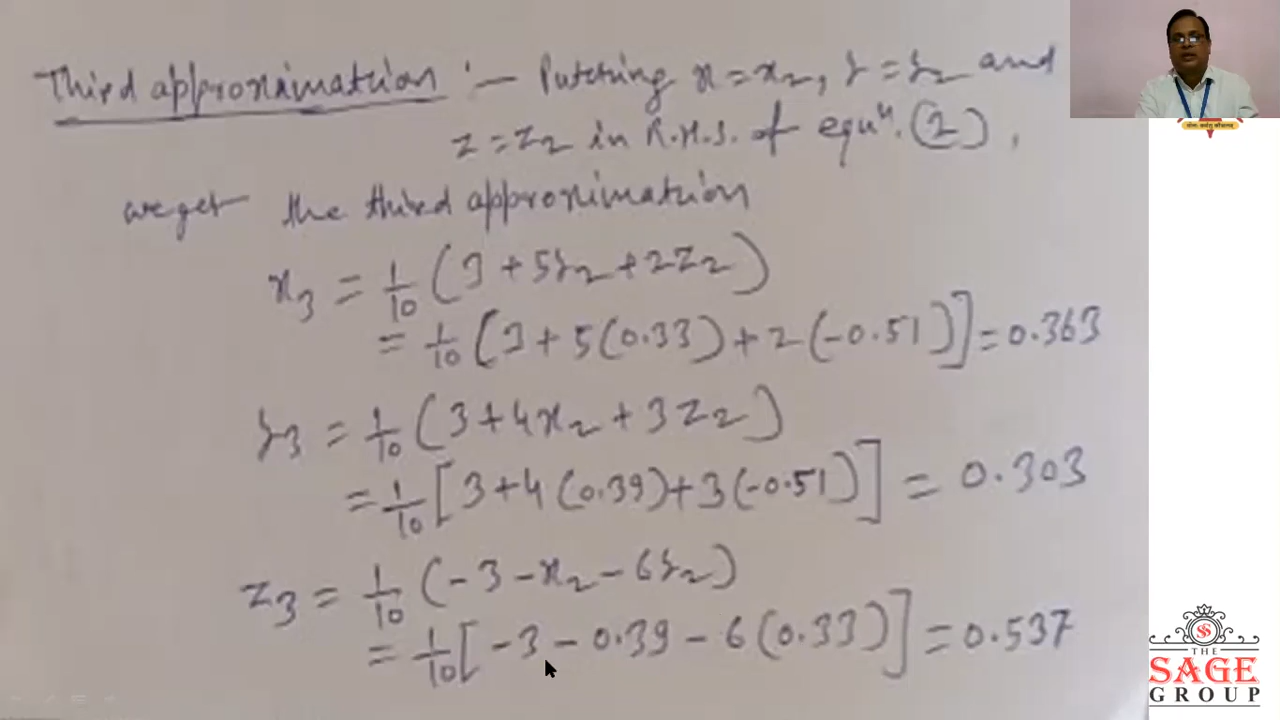 Third approximation :- Putting x = x₂, y = y₂ and
z = z₂ in R.H.S. of equⁿ. (2),
we get the third approximation
x₃ = 1/10 (3 + 5y₂ + 2z₂)
= 1/10 [3 + 5(0.33) + 2(-0.51)] = 0.363
y₃ = 1/10 (3 + 4x₂ + 3z₂)
= 1/10 [3 + 4(0.39) + 3(-0.51)] = 0.303
z₃ = 1/10 (-3 - x₂ - 6y₂)
= 1/10 [-3 - 0.39 - 6(0.33)] = 0.537
THE
SAGE
GROUP